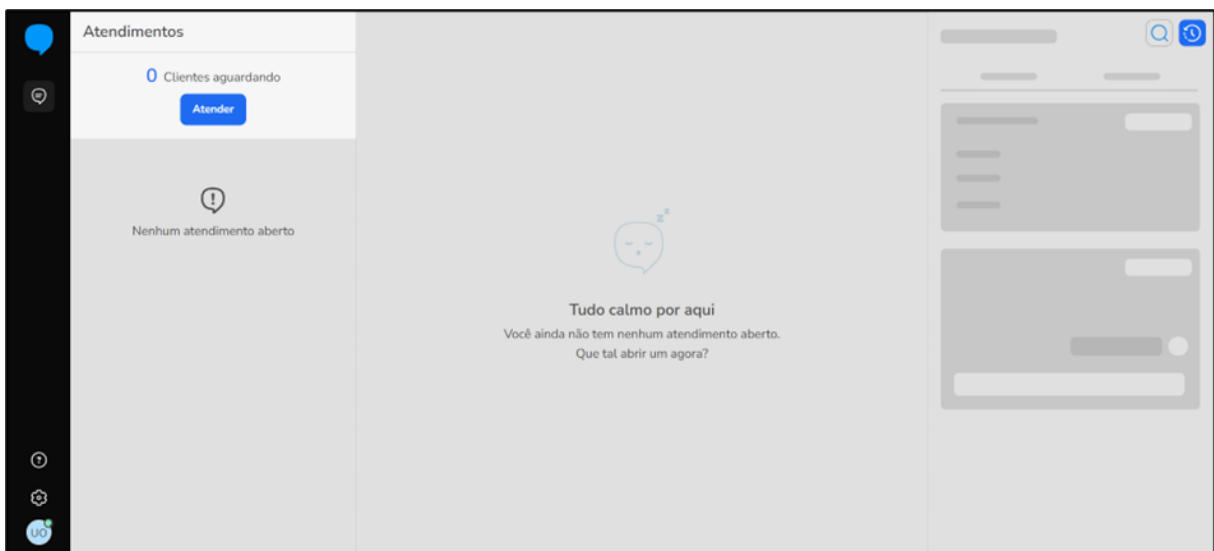 Atendimentos
0 Clientes aguardando
Atender
Nenhum atendimento aberto
z z
Tudo calmo por aqui
Você ainda não tem nenhum atendimento aberto.
Que tal abrir um agora?
UO